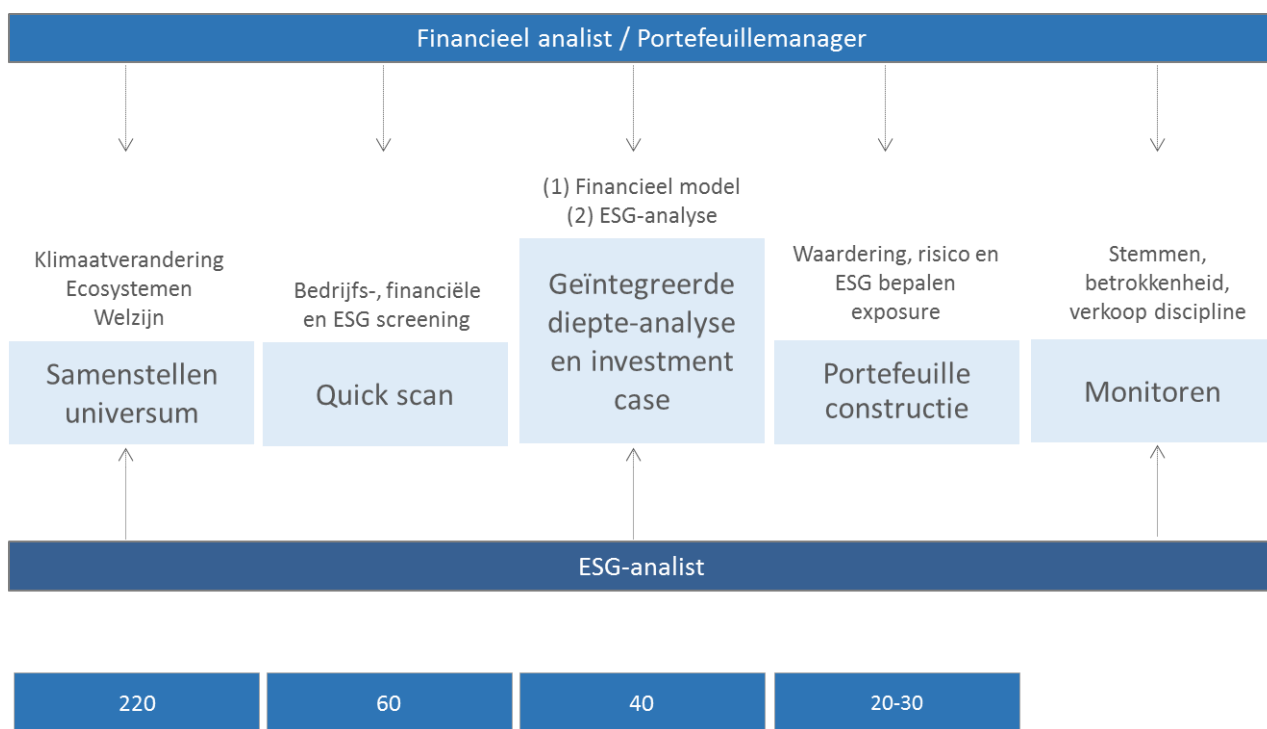 Financieel analist / Portefeuillemanager
Klimaatverandering
Ecosystemen
Welzijn
Samenstellen
universum
Bedrijfs-, financiële
en ESG screening
Quick scan
(1) Financieel model
(2) ESG-analyse
Geïntegreerde
diepte-analyse
en investment
case
Waardering, risico en
ESG bepalen
exposure
Portefeuille
constructie
Stemmen,
betrokkenheid,
verkoop discipline
Monitoren
ESG-analist
220
60
40
20-30